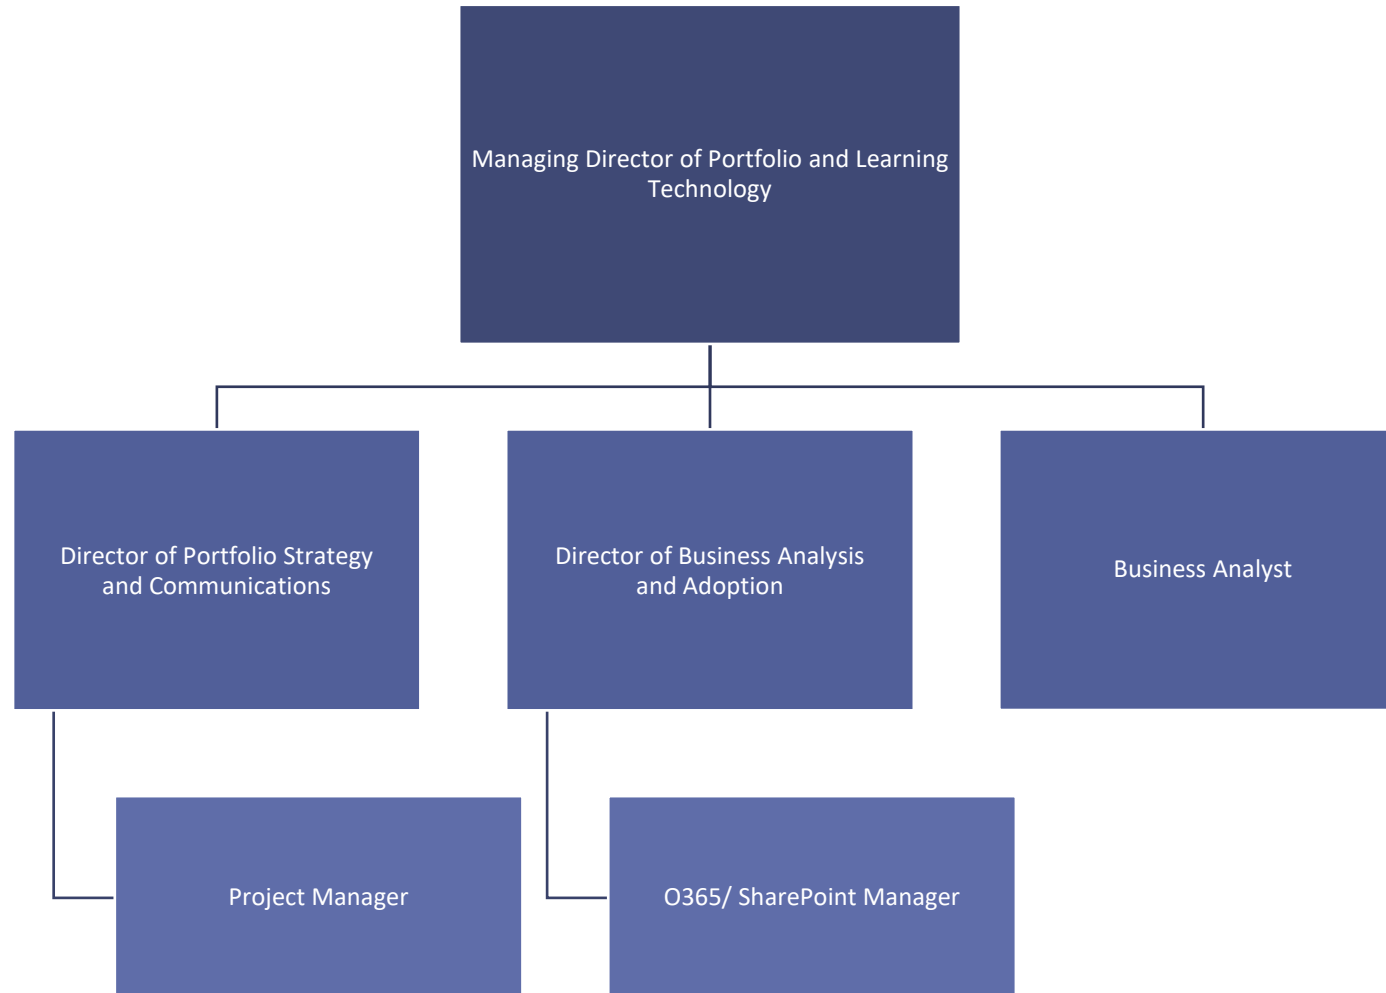 Managing Director of Portfolio and Learning
Technology
Director of Portfolio Strategy
and Communications
Director of Business Analysis
and Adoption
Business Analyst
Project Manager
O365/ SharePoint Manager